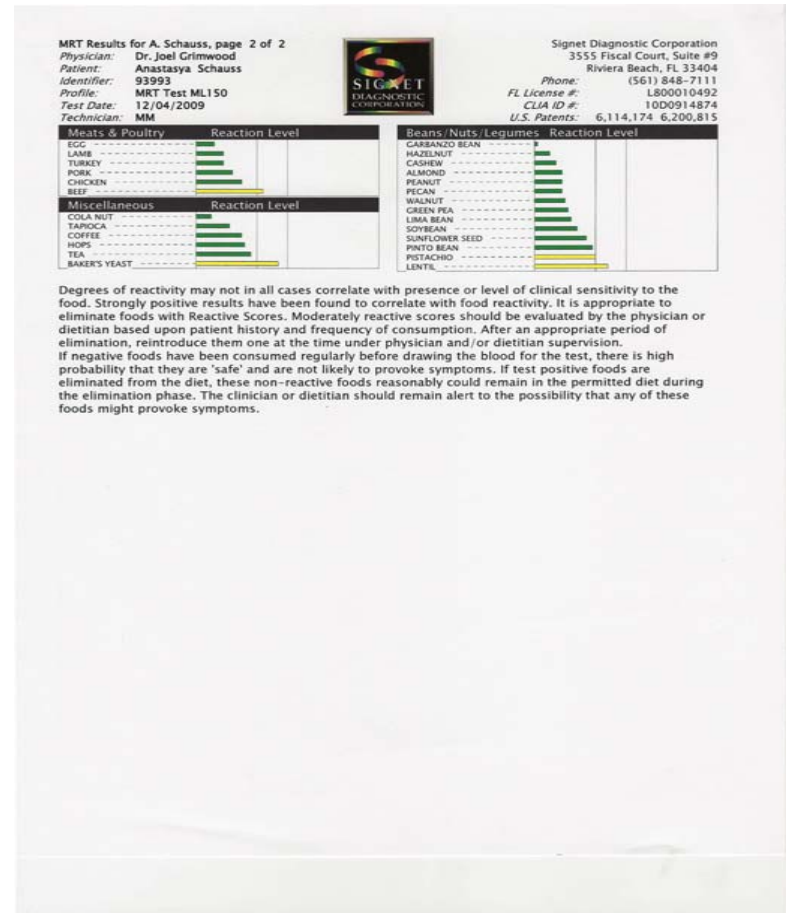 MRT Results for A. Schauss, page 2 of 2
Physician: Dr. Joel Grimwood
Patient: Anastasya Schauss
Identifier: 93993
Profile: MRT Test ML150
Test Date: 12/04/2009
Technician: MM
SIGNET
DIAGNOSTIC
CORPORATION
Signet Diagnostic Corporation
3555 Fiscal Court, Suite #9
Riviera Beach, FL 33404
Phone: (561) 848-7111
FL License #: L800010492
CLIA ID #: 10D0914874
U.S. Patents: 6,114,174 6,200,815
Meats & Poultry Reaction Level
EGG
LAMB
TURKEY
PORK
CHICKEN
BEEF
Miscellaneous Reaction Level
COLA NUT
TAPIOCA
COFFEE
HOPS
TEA
BAKER'S YEAST
Beans/Nuts/Legumes Reaction Level
GARBANZO BEAN
HAZELNUT
CASHEW
ALMOND
PEANUT
PECAN
WALNUT
GREEN PEA
LIMA BEAN
SOYBEAN
SUNFLOWER SEED
PINTO BEAN
PISTACHIO
LENTIL
Degrees of reactivity may not in all cases correlate with presence or level of clinical sensitivity to the
food. Strongly positive results have been found to correlate with food reactivity. It is appropriate to
eliminate foods with Reactive Scores. Moderately reactive scores should be evaluated by the physician or
dietitian based upon patient history and frequency of consumption. After an appropriate period of
elimination, reintroduce them one at the time under physician and/or dietitian supervision.
If negative foods have been consumed regularly before drawing the blood for the test, there is high
probability that they are 'safe' and are not likely to provoke symptoms. If test positive foods are
eliminated from the diet, these non-reactive foods reasonably could remain in the permitted diet during
the elimination phase. The clinician or dietitian should remain alert to the possibility that any of these
foods might provoke symptoms.